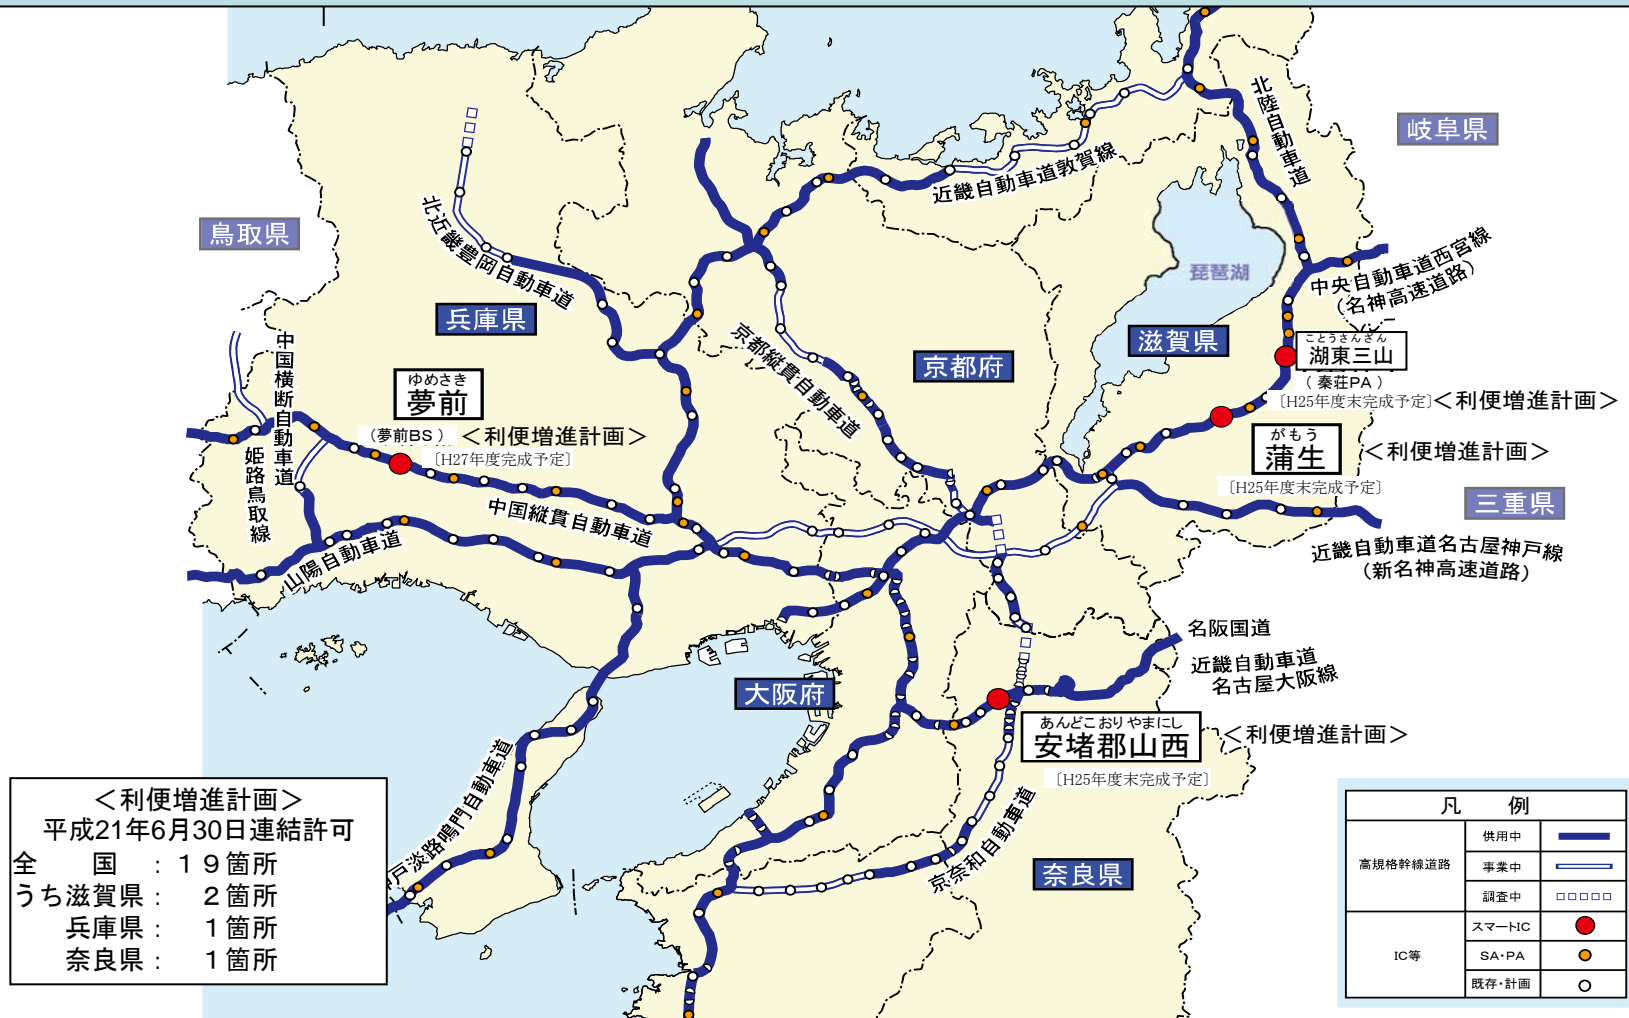 北陸自動車道
岐阜県
近畿自動車道敦賀線
鳥取県
北近畿豊岡自動車道
琵琶湖
中央自動車道西宮線
（名神高速道路）
兵庫県
滋賀県
ことうさんざん
湖東三山
（秦荘PA）
〔H25年度末完成予定〕
＜利便増進計画＞
京都縦貫自動車道
京都府
中国横断自動車道
姫路鳥取線
ゆめさき
夢前
（夢前BS）
＜利便増進計画＞
〔H27年度完成予定〕
がもう
蒲生
＜利便増進計画＞
〔H25年度末完成予定〕
三重県
中国縦貫自動車道
山陽自動車道
近畿自動車道名古屋神戸線
（新名神高速道路）
名阪国道
近畿自動車道
名古屋大阪線
大阪府
あんどこおりやまにし
安堵郡山西
＜利便増進計画＞
〔H25年度末完成予定〕
神戸淡路鳴門自動車道
京奈和自動車道
奈良県
＜利便増進計画＞
平成21年6月30日連結許可
全　国：１９箇所
うち滋賀県：２箇所
兵庫県：１箇所
奈良県：１箇所
凡　例
高規格幹線道路
供用中
事業中
調査中
IC等
スマートIC
SA・PA
既存・計画